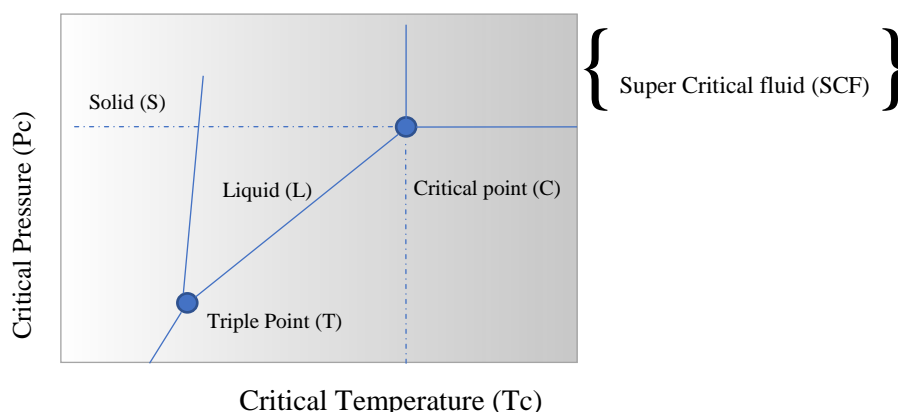 Solid (S)
Super Critical fluid (SCF)
Liquid (L)
Critical point (C)
Triple Point (T)
Critical Pressure (Pc)
Critical Temperature (Tc)